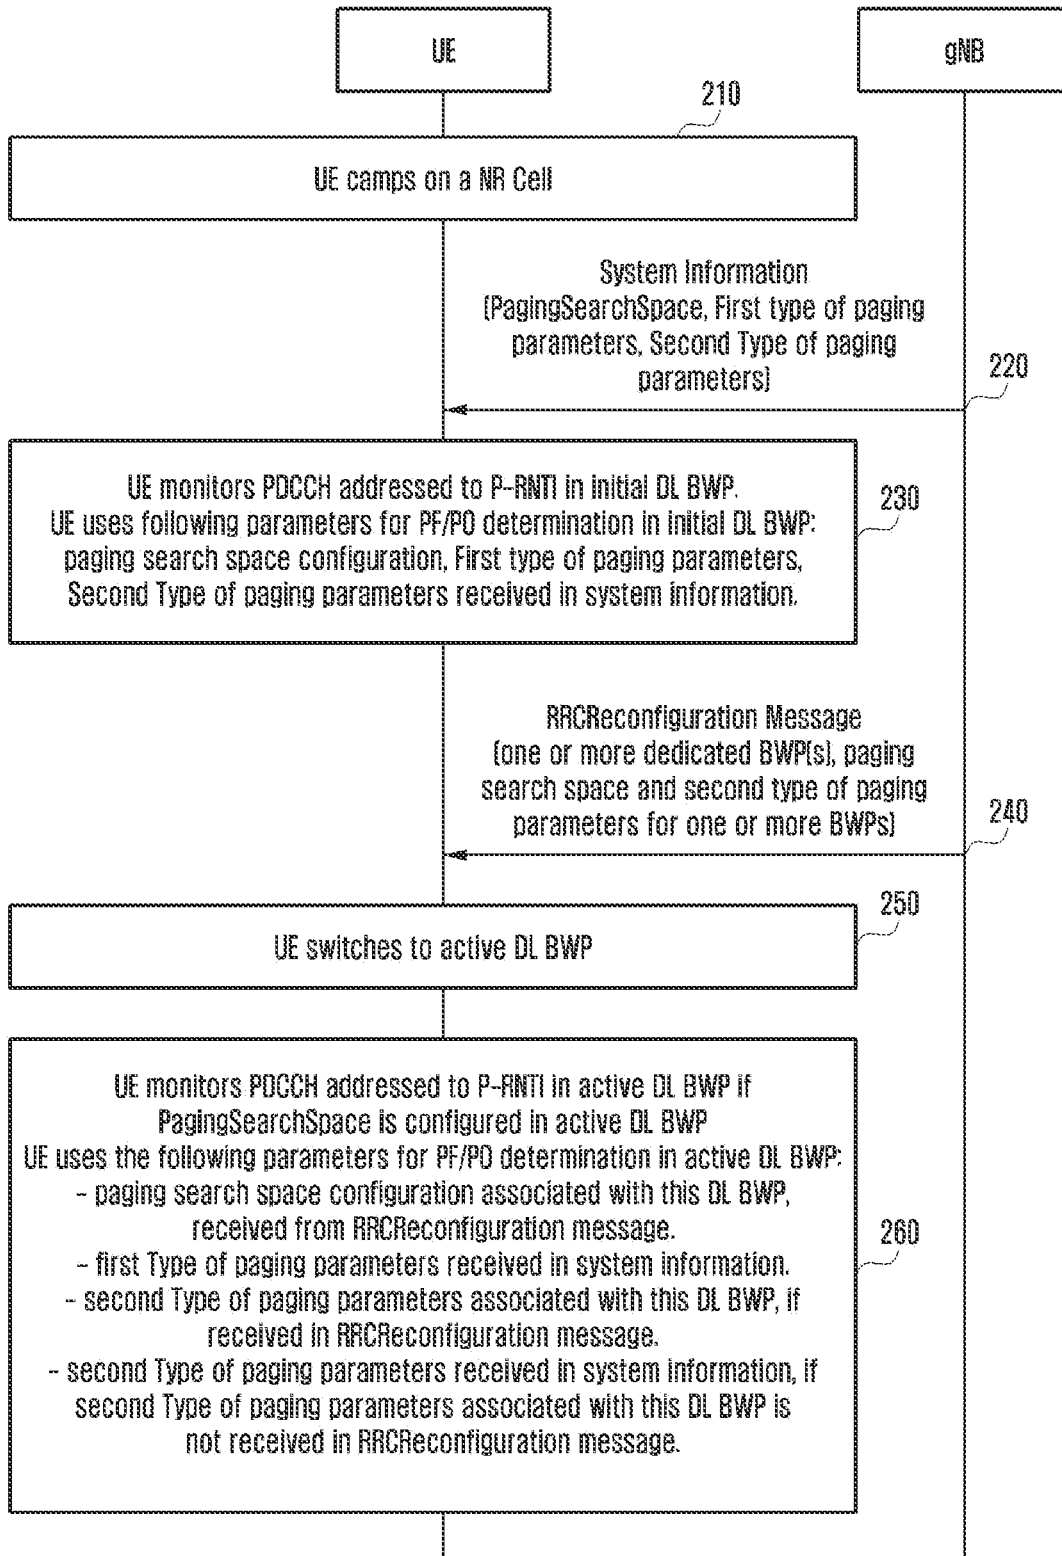 UE
gNB
210
UE camps on a NR Cell
System Information
(PagingSearchSpace, First type of paging
parameters, Second Type of paging
parameters)
220
UE monitors PDCCH addressed to P-RNTI in initial DL BWP.
UE uses following parameters for PF/PO determination in initial DL BWP:
paging search space configuration, First type of paging parameters,
Second Type of paging parameters received in system information.
230
RRCReconfiguration Message
(one or more dedicated BWP(s), paging
search space and second type of paging
parameters for one or more BWPs)
240
250
UE switches to active DL BWP
UE monitors PDCCH addressed to P-RNTI in active DL BWP if
PagingSearchSpace is configured in active DL BWP
UE uses the following parameters for PF/PO determination in active DL BWP:
- paging search space configuration associated with this DL BWP,
received from RRCReconfiguration message.
- first Type of paging parameters received in system information.
- second Type of paging parameters associated with this DL BWP, if
received in RRCReconfiguration message.
- second Type of paging parameters received in system information, if
second Type of paging parameters associated with this DL BWP is
not received in RRCReconfiguration message.
260